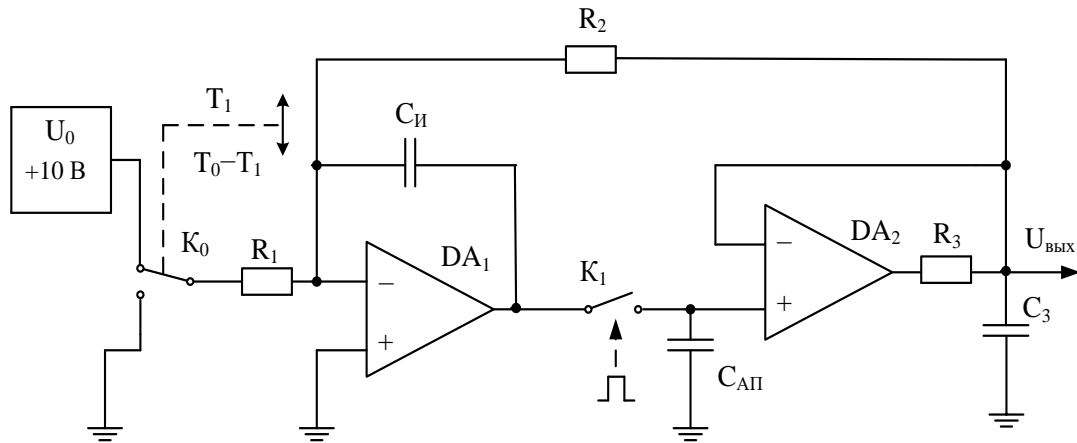 R₂
T₁
Cи
U₀
+10 В
T₀−T₁
K₀
R₁
DA₁
K₁
DA₂
R₃
Uвых
−
+
−
+
C₃
CАП